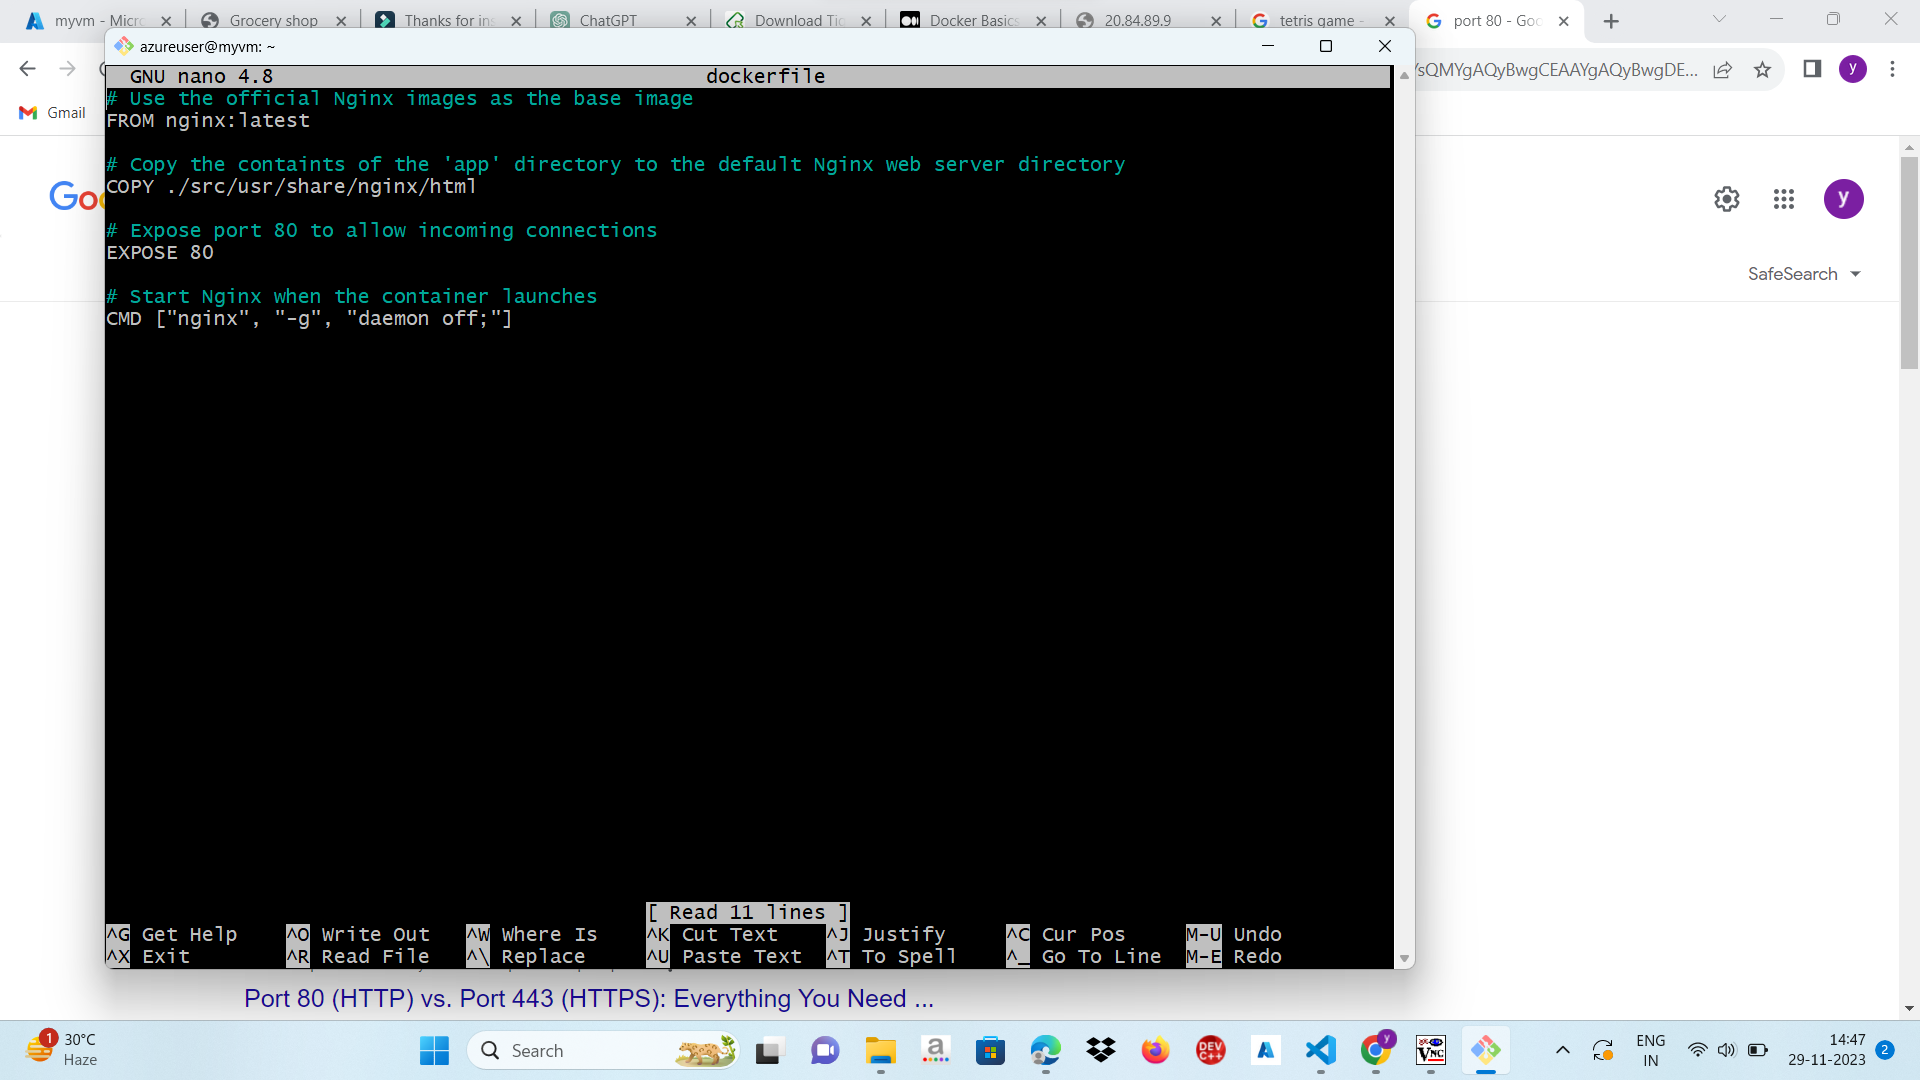 myvm - Micro
Grocery shop
Thanks for ins
ChatGPT
Download Tig
Docker Basics
20.84.89.9
tetris game -
port 80 - Goo
azureuser@myvm: ~
sQMYgAQyBwgCEAAYgAQyBwgDE...
y
Gmail
GNU nano 4.8 dockerfile
# Use the official Nginx images as the base image
FROM nginx:latest
# Copy the containts of the 'app' directory to the default Nginx web server directory
COPY ./src/usr/share/nginx/html
# Expose port 80 to allow incoming connections
EXPOSE 80
# Start Nginx when the container launches
CMD ["nginx", "-g", "daemon off;"]
Goo
y
SafeSearch
[ Read 11 lines ]
^G Get Help ^O Write Out ^W Where Is ^K Cut Text ^J Justify ^C Cur Pos M-U Undo
^X Exit ^R Read File ^\ Replace ^U Paste Text ^T To Spell ^_ Go To Line M-E Redo
Port 80 (HTTP) vs. Port 443 (HTTPS): Everything You Need ...
1
30°C
Haze
Search
a
DEV C++
y
VNC
ENG
IN
14:47
29-11-2023
2